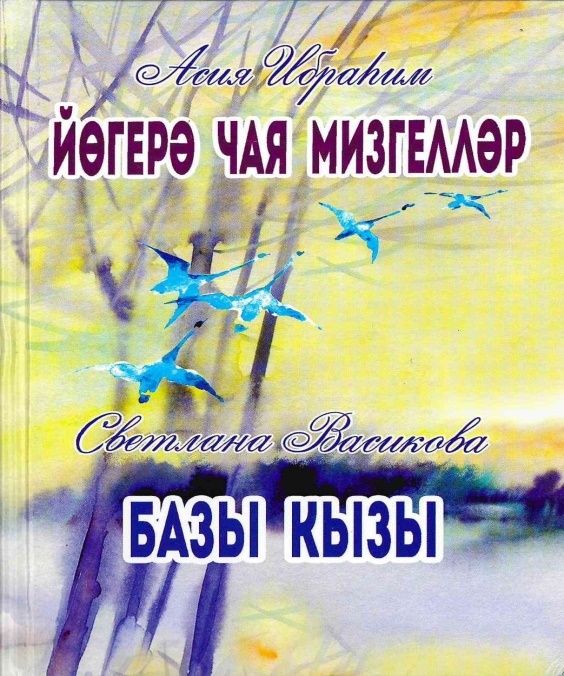 Асия Ибраһим
ЙӨГЕРӘ ЧАЯ МИЗГЕЛЛӘР
Светлана Васикова
БАЗЫ КЫЗЫ